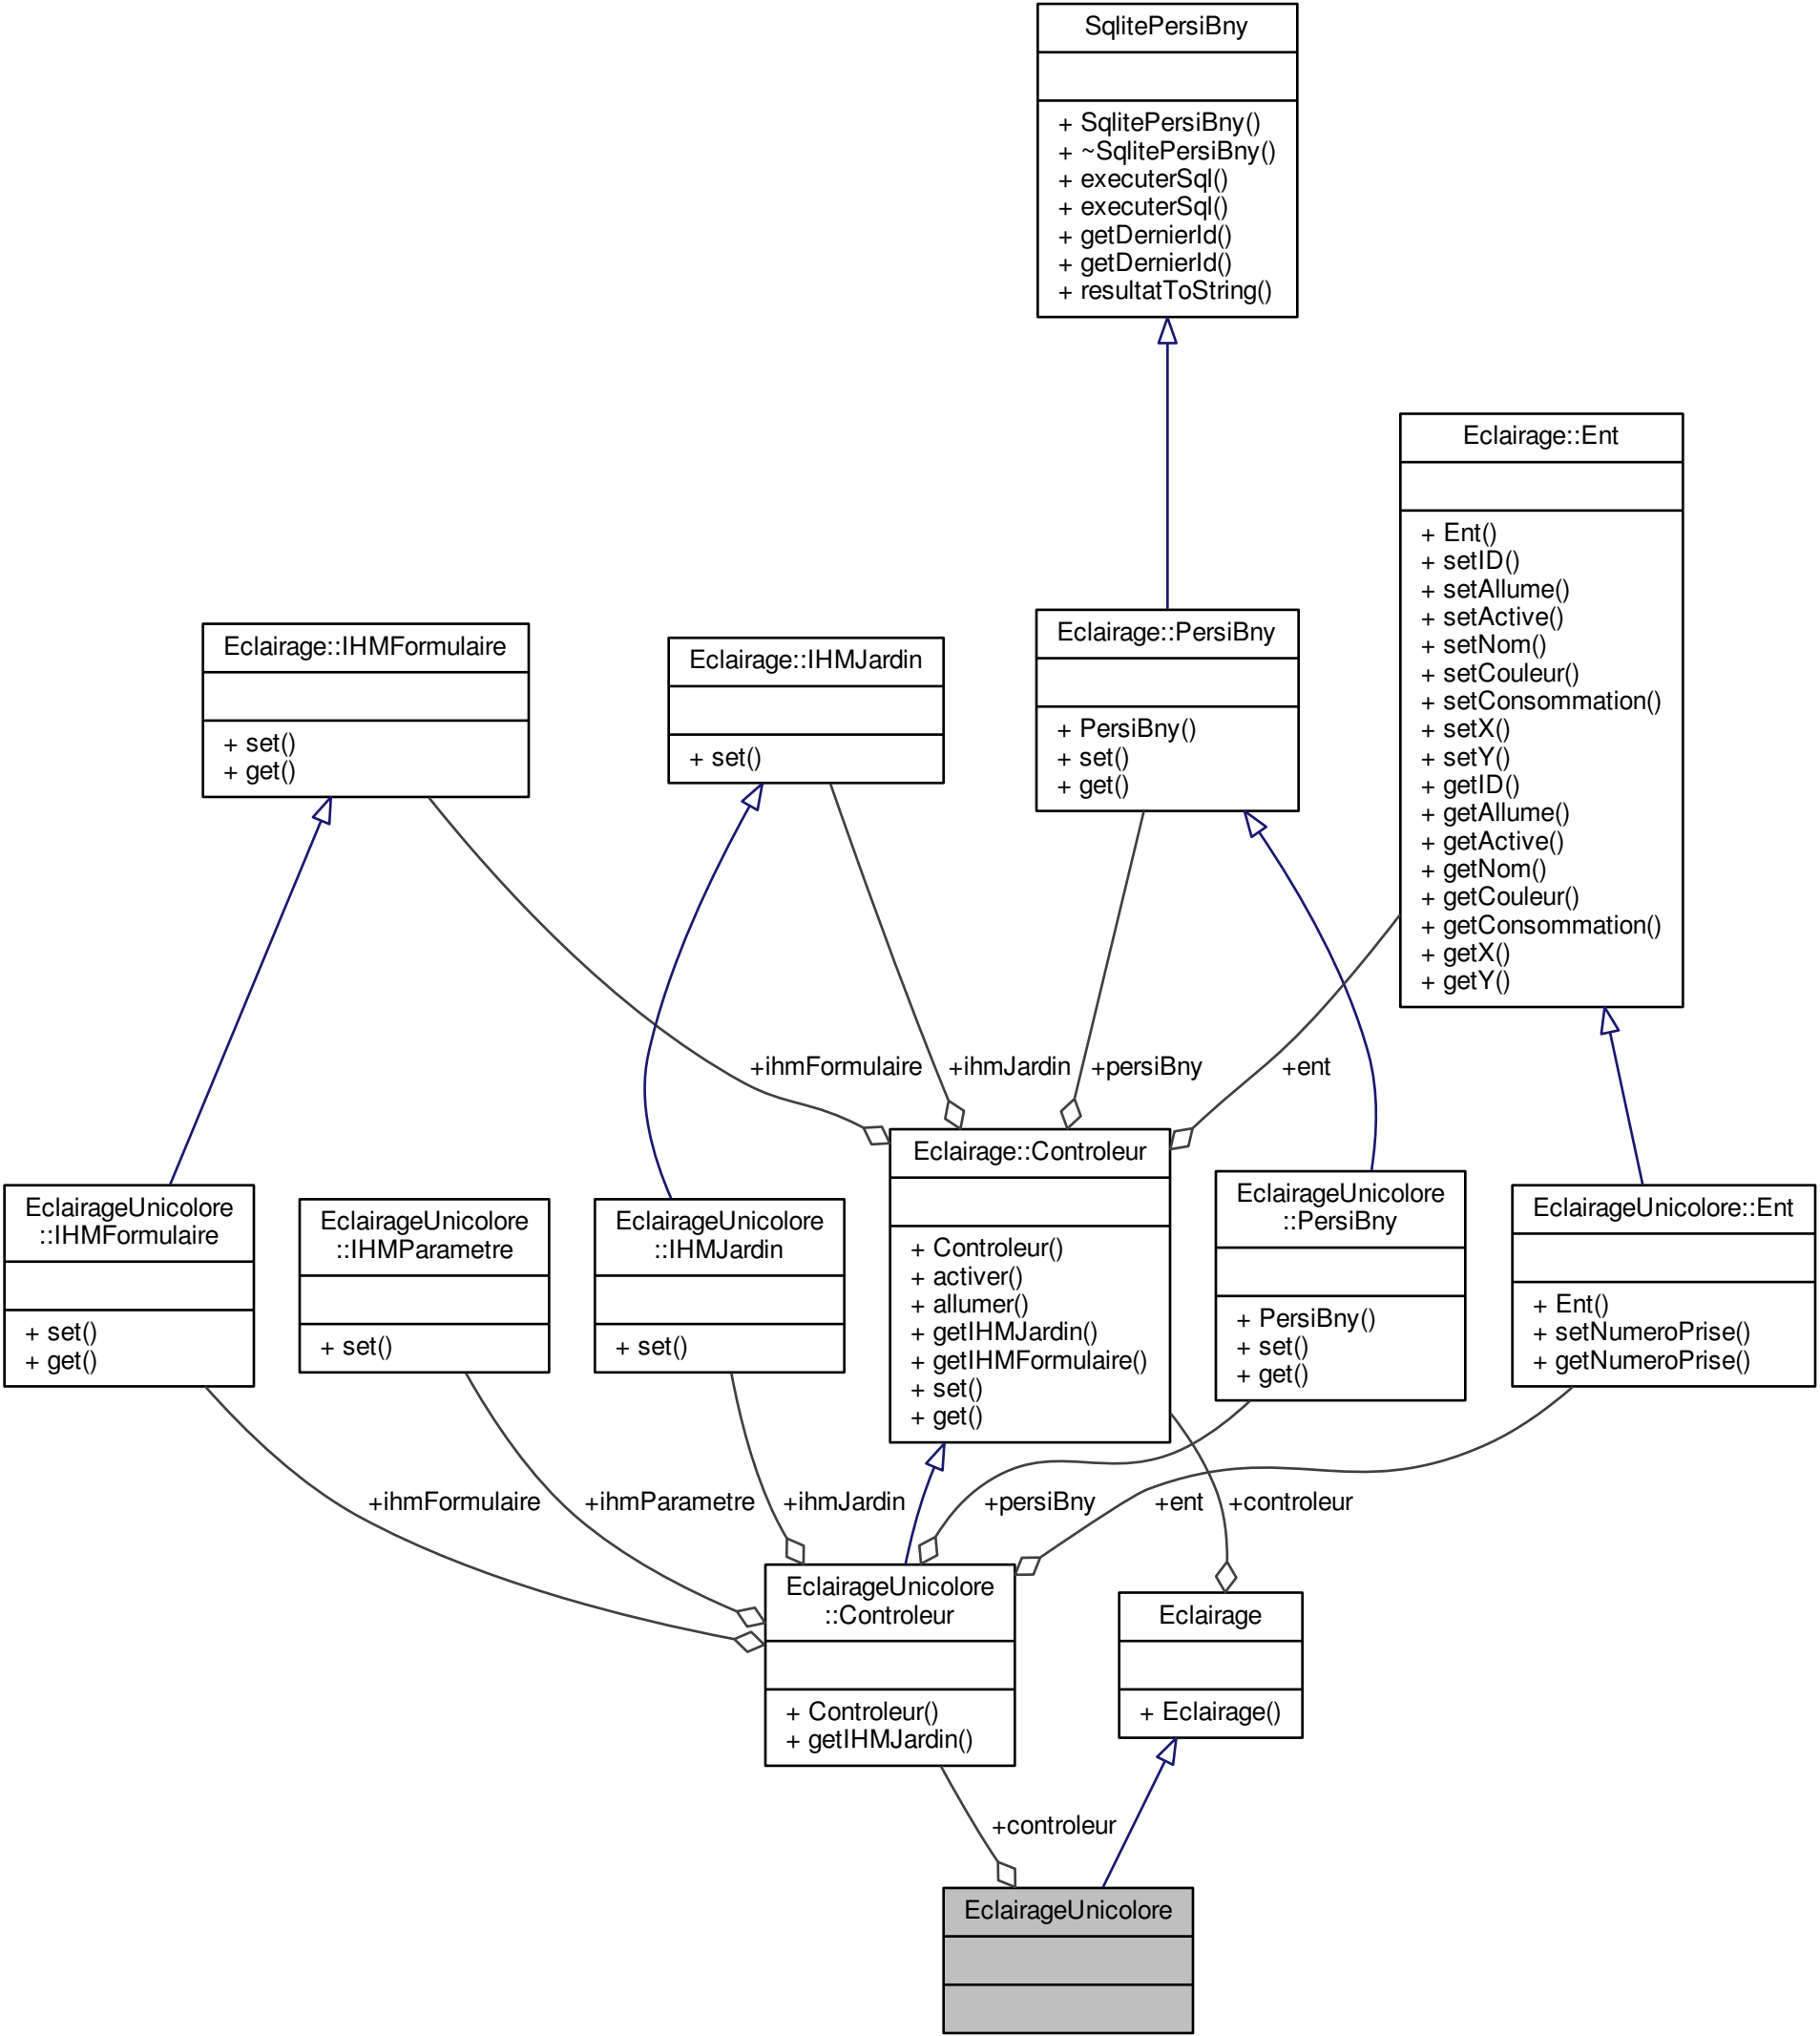 SqlitePersiBny
+ SqlitePersiBny()
+ ~SqlitePersiBny()
+ executerSql()
+ executerSql()
+ getDernierId()
+ getDernierId()
+ resultatToString()
Eclairage::Ent
+ Ent()
+ setID()
+ setAllume()
+ setActive()
+ setNom()
+ setCouleur()
+ setConsommation()
+ setX()
+ setY()
+ getID()
+ getAllume()
+ getActive()
+ getNom()
+ getCouleur()
+ getConsommation()
+ getX()
+ getY()
Eclairage::IHMFormulaire
+ set()
+ get()
Eclairage::IHMJardin
+ set()
Eclairage::PersiBny
+ PersiBny()
+ set()
+ get()
+ihmFormulaire
+ihmJardin
+persiBny
+ent
EclairageUnicolore
::IHMFormulaire
+ set()
+ get()
EclairageUnicolore
::IHMParametre
+ set()
EclairageUnicolore
::IHMJardin
+ set()
Eclairage::Controleur
+ Controleur()
+ activer()
+ allumer()
+ getIHMJardin()
+ getIHMFormulaire()
+ set()
+ get()
EclairageUnicolore
::PersiBny
+ PersiBny()
+ set()
+ get()
EclairageUnicolore::Ent
+ Ent()
+ setNumeroPrise()
+ getNumeroPrise()
+ihmFormulaire
+ihmParametre
+ihmJardin
+persiBny
+ent
+controleur
EclairageUnicolore
::Controleur
+ Controleur()
+ getIHMJardin()
Eclairage
+ Eclairage()
+controleur
EclairageUnicolore